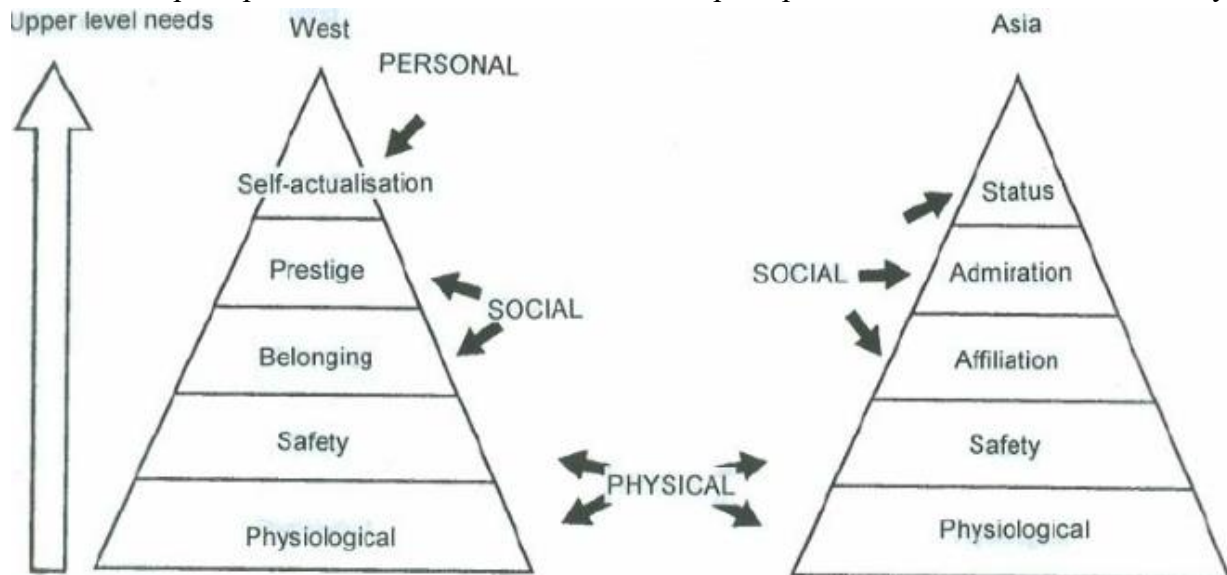 Upper level needs
West
Asia
PERSONAL
Self-actualisation
Status
Prestige
SOCIAL
SOCIAL
Admiration
Belonging
Affiliation
Safety
Safety
PHYSICAL
Physiological
Physiological